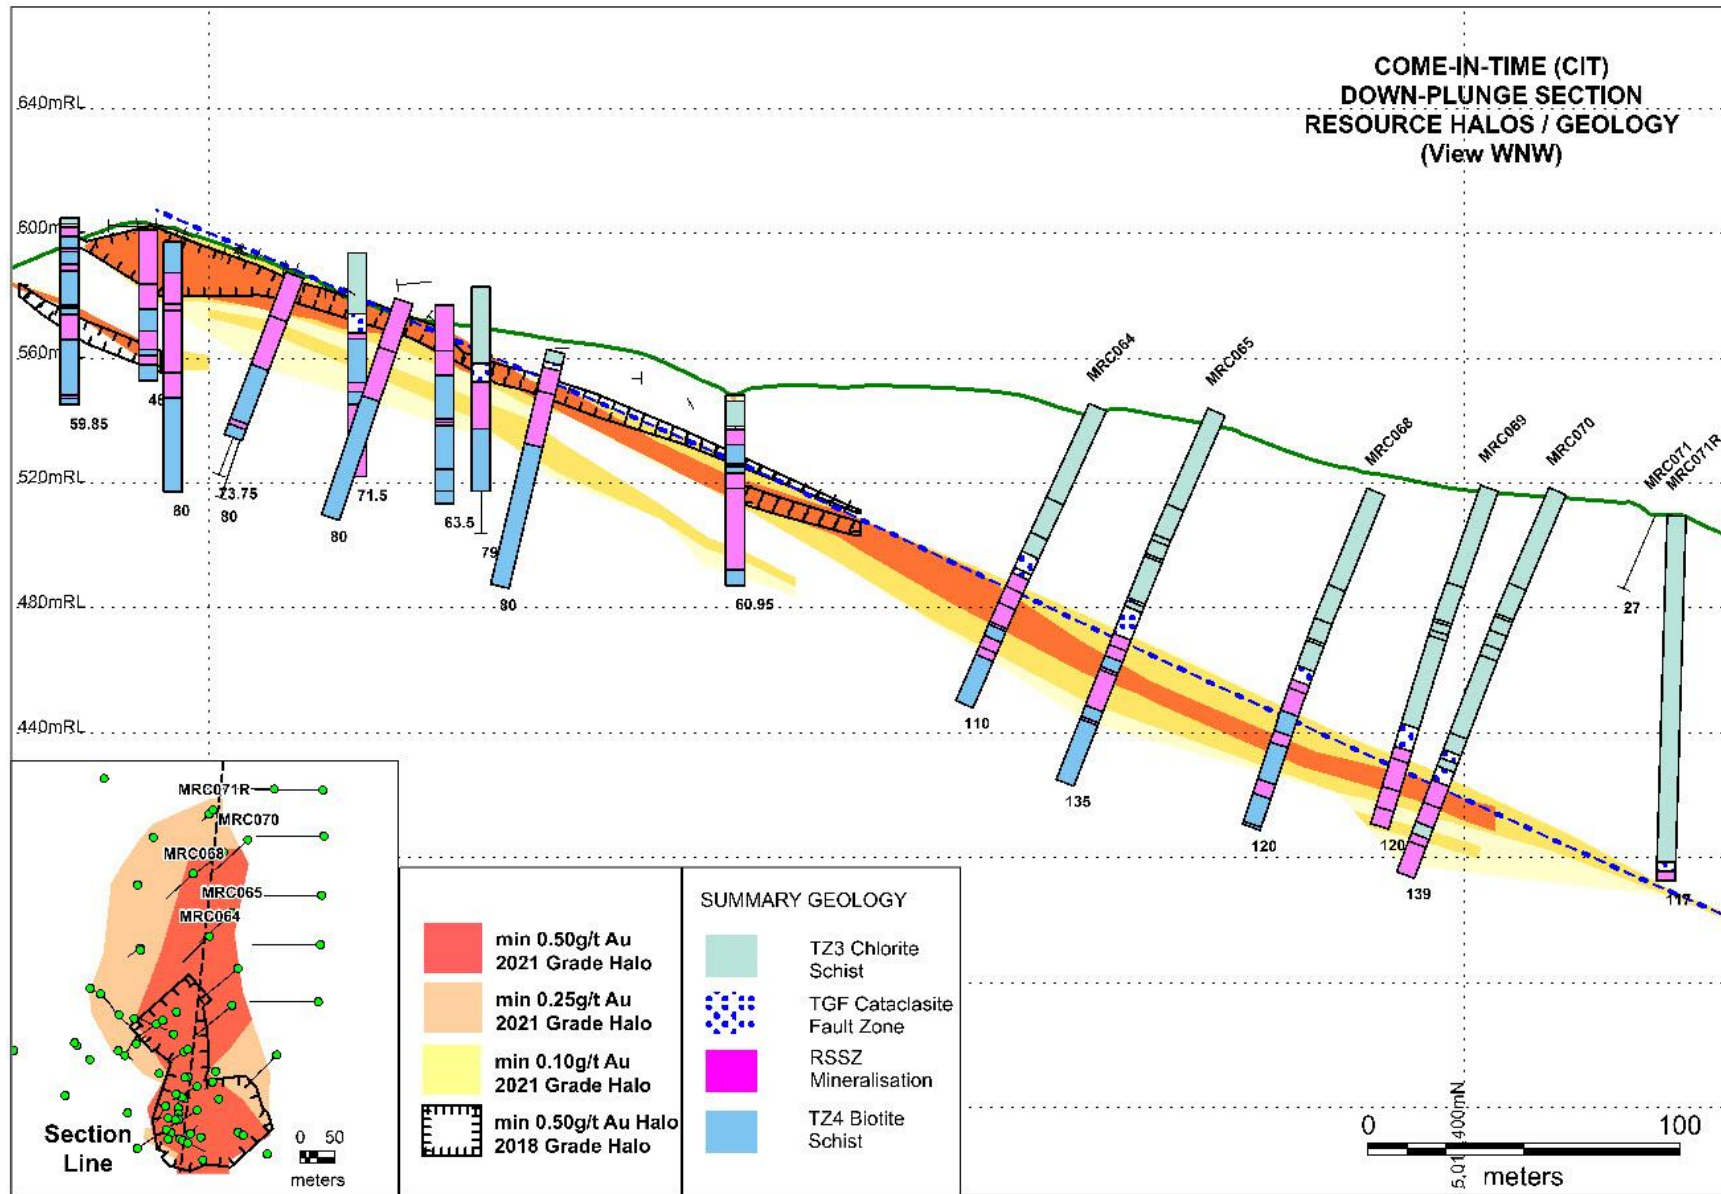 COME-IN-TIME (CIT)
DOWN-PLUNGE SECTION
RESOURCE HALOS / GEOLOGY
(View WNW)
640mRL
600m
560m
520mRL
480mRL
440mRL
MRC064
MRC065
MRC068
MRC069
MRC070
MRC071
MRC071R
59.85
80
73.75
80
80
71.5
63.5
79
80
60.95
110
135
120
120
139
27
117
MRC071R
MRC070
MRC068
MRC065
MRC064
Section
Line
0 50
meters
min 0.50g/t Au
2021 Grade Halo
min 0.25g/t Au
2021 Grade Halo
min 0.10g/t Au
2021 Grade Halo
min 0.50g/t Au Halo
2018 Grade Halo
SUMMARY GEOLOGY
TZ3 Chlorite
Schist
TGF Cataclasite
Fault Zone
RSSZ
Mineralisation
TZ4 Biotite
Schist
0 100
meters